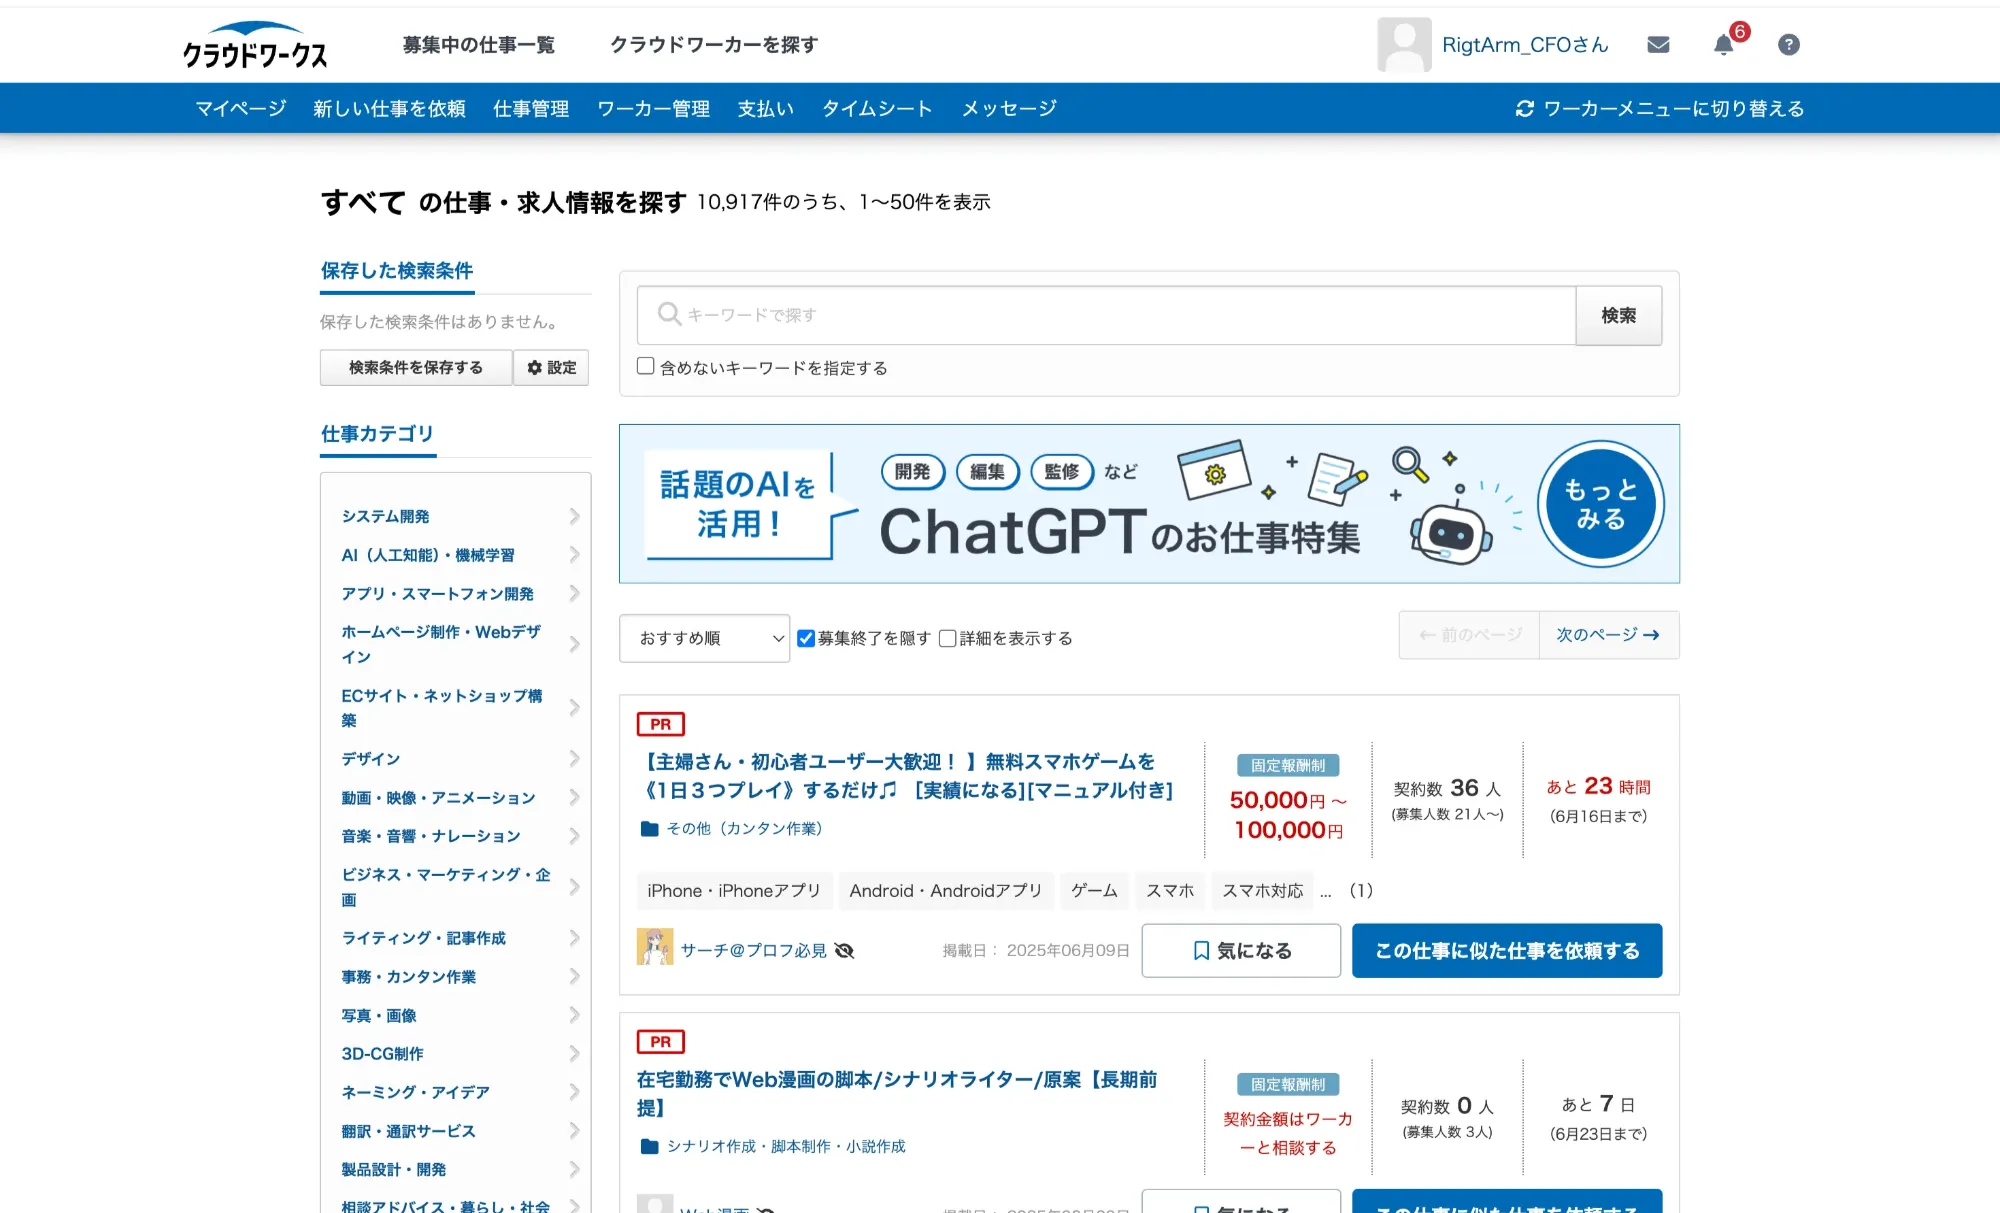 クラウドワークス
募集中の仕事一覧
クラウドワーカーを探す
RigtArm_CFOさん
6
?
マイページ 新しい仕事を依頼 仕事管理 ワーカー管理 支払い タイムシート メッセージ
ワーカーメニューに切り替える
すべて の仕事・求人情報を探す 10,917件のうち、1〜50件を表示
保存した検索条件
保存した検索条件はありません。
検索条件を保存する 設定
仕事カテゴリ
システム開発
AI（人工知能）・機械学習
アプリ・スマートフォン開発
ホームページ制作・Webデザ
イン
ECサイト・ネットショップ構
築
デザイン
動画・映像・アニメーション
音楽・音響・ナレーション
ビジネス・マーケティング・企
画
ライティング・記事作成
事務・カンタン作業
写真・画像
3D-CG制作
ネーミング・アイデア
翻訳・通訳サービス
製品設計・開発
相談アドバイス・暮らし・社会
キーワードで探す
検索
含めないキーワードを指定する
話題のAIを
活用！
開発 編集 監修 など
ChatGPTのお仕事特集
もっと
みる
おすすめ順 募集終了を隠す 詳細を表示する
← 前のページ 次のページ →
PR
【主婦さん・初心者ユーザー大歓迎！ 】無料スマホゲームを
《1日３つプレイ》するだけ♫ ［実績になる][マニュアル付き]
その他（カンタン作業）
固定報酬制
50,000円 〜
100,000円
契約数 36 人
(募集人数 21人〜)
あと 23 時間
(6月16日まで)
iPhone・iPhoneアプリ Android・Androidアプリ ゲーム スマホ スマホ対応 ... （1）
サーチ@プロフ必見
掲載日： 2025年06月09日
気になる
この仕事に似た仕事を依頼する
PR
在宅勤務でWeb漫画の脚本/シナリオライター/原案【長期前
提】
シナリオ作成・脚本制作・小説作成
固定報酬制
契約金額はワーカ
ーと相談する
契約数 0 人
(募集人数 3人)
あと 7 日
(6月23日まで)
Web漫画
気になる
この仕事に似た仕事を依頼する